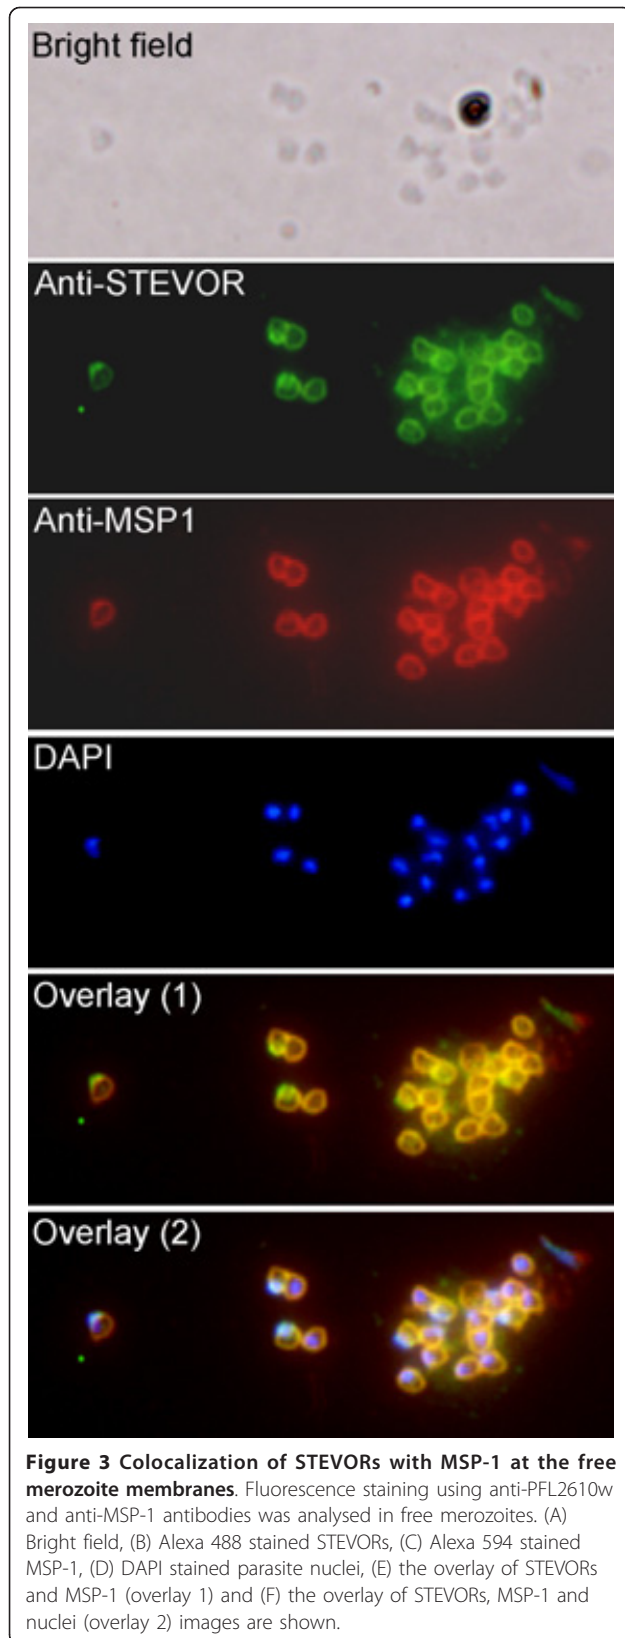 Bright field
Anti-STEVOR
Anti-MSP1
DAPI
Overlay (1)
Overlay (2)
Figure 3 Colocalization of STEVORs with MSP-1 at the free
merozoite membranes. Fluorescence staining using anti-PFL2610w
and anti-MSP-1 antibodies was analysed in free merozoites. (A)
Bright field, (B) Alexa 488 stained STEVORs, (C) Alexa 594 stained
MSP-1, (D) DAPI stained parasite nuclei, (E) the overlay of STEVORs
and MSP-1 (overlay 1) and (F) the overlay of STEVORs, MSP-1 and
nuclei (overlay 2) images are shown.